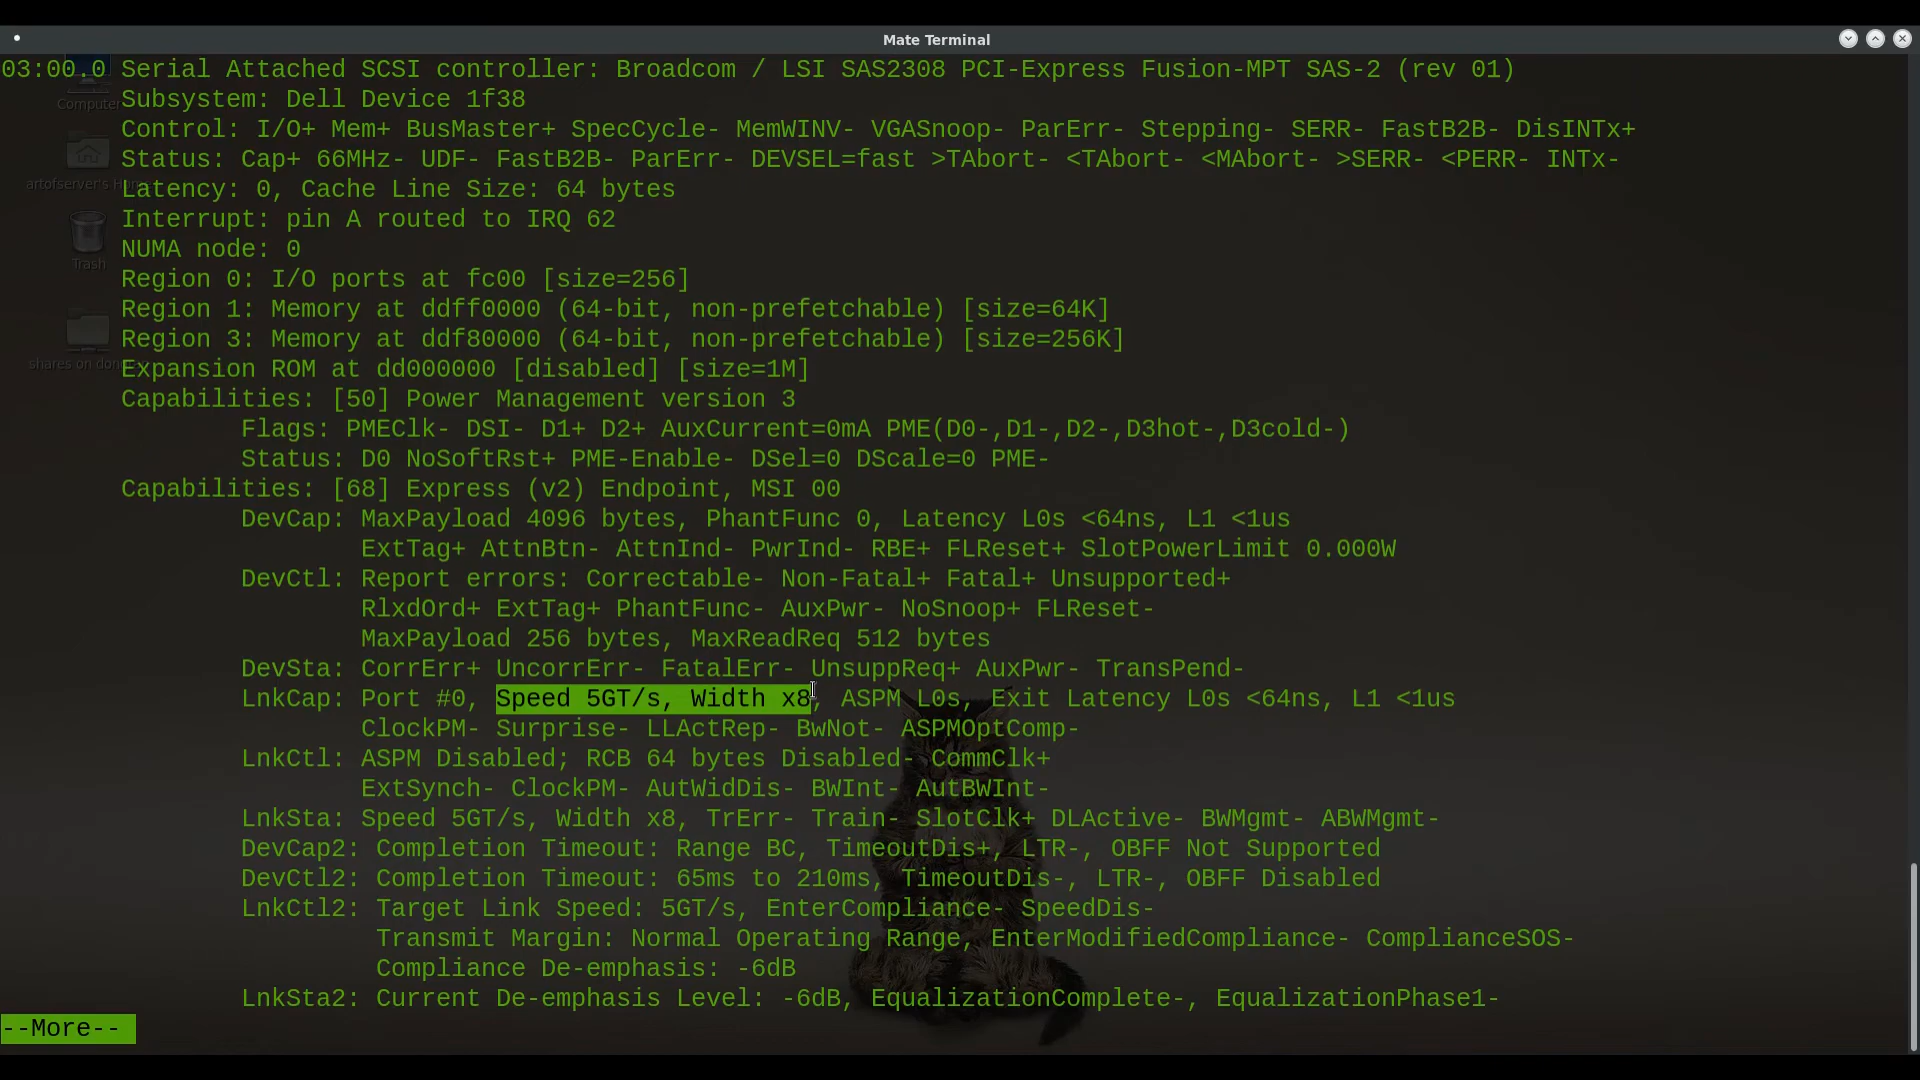 Mate Terminal
03:00.0 Serial Attached SCSI controller: Broadcom / LSI SAS2308 PCI-Express Fusion-MPT SAS-2 (rev 01)
Subsystem: Dell Device 1f38
Control: I/O+ Mem+ BusMaster+ SpecCycle- MemWINV- VGASnoop- ParErr- Stepping- SERR- FastB2B- DisINTx+
Status: Cap+ 66MHz- UDF- FastB2B- ParErr- DEVSEL=fast >TAbort- <TAbort- <MAbort- >SERR- <PERR- INTx-
Latency: 0, Cache Line Size: 64 bytes
Interrupt: pin A routed to IRQ 62
NUMA node: 0
Region 0: I/O ports at fc00 [size=256]
Region 1: Memory at ddff0000 (64-bit, non-prefetchable) [size=64K]
Region 3: Memory at ddf80000 (64-bit, non-prefetchable) [size=256K]
Expansion ROM at dd000000 [disabled] [size=1M]
Capabilities: [50] Power Management version 3
Flags: PMEClk- DSI- D1+ D2+ AuxCurrent=0mA PME(D0-,D1-,D2-,D3hot-,D3cold-)
Status: D0 NoSoftRst+ PME-Enable- DSel=0 DScale=0 PME-
Capabilities: [68] Express (v2) Endpoint, MSI 00
DevCap: MaxPayload 4096 bytes, PhantFunc 0, Latency L0s <64ns, L1 <1us
ExtTag+ AttnBtn- AttnInd- PwrInd- RBE+ FLReset+ SlotPowerLimit 0.000W
DevCtl: Report errors: Correctable- Non-Fatal+ Fatal+ Unsupported+
RlxdOrd+ ExtTag+ PhantFunc- AuxPwr- NoSnoop+ FLReset-
MaxPayload 256 bytes, MaxReadReq 512 bytes
DevSta: CorrErr+ UncorrErr- FatalErr- UnsuppReq+ AuxPwr- TransPend-
LnkCap: Port #0, Speed 5GT/s, Width x8, ASPM L0s, Exit Latency L0s <64ns, L1 <1us
ClockPM- Surprise- LLActRep- BwNot- ASPMOptComp-
LnkCtl: ASPM Disabled; RCB 64 bytes Disabled- CommClk+
ExtSynch- ClockPM- AutWidDis- BWInt- AutBWInt-
LnkSta: Speed 5GT/s, Width x8, TrErr- Train- SlotClk+ DLActive- BWMgmt- ABWMgmt-
DevCap2: Completion Timeout: Range BC, TimeoutDis+, LTR-, OBFF Not Supported
DevCtl2: Completion Timeout: 65ms to 210ms, TimeoutDis-, LTR-, OBFF Disabled
LnkCtl2: Target Link Speed: 5GT/s, EnterCompliance- SpeedDis-
Transmit Margin: Normal Operating Range, EnterModifiedCompliance- ComplianceSOS-
Compliance De-emphasis: -6dB
LnkSta2: Current De-emphasis Level: -6dB, EqualizationComplete-, EqualizationPhase1-
--More--
Computer
artofserver's
Trash
shares on